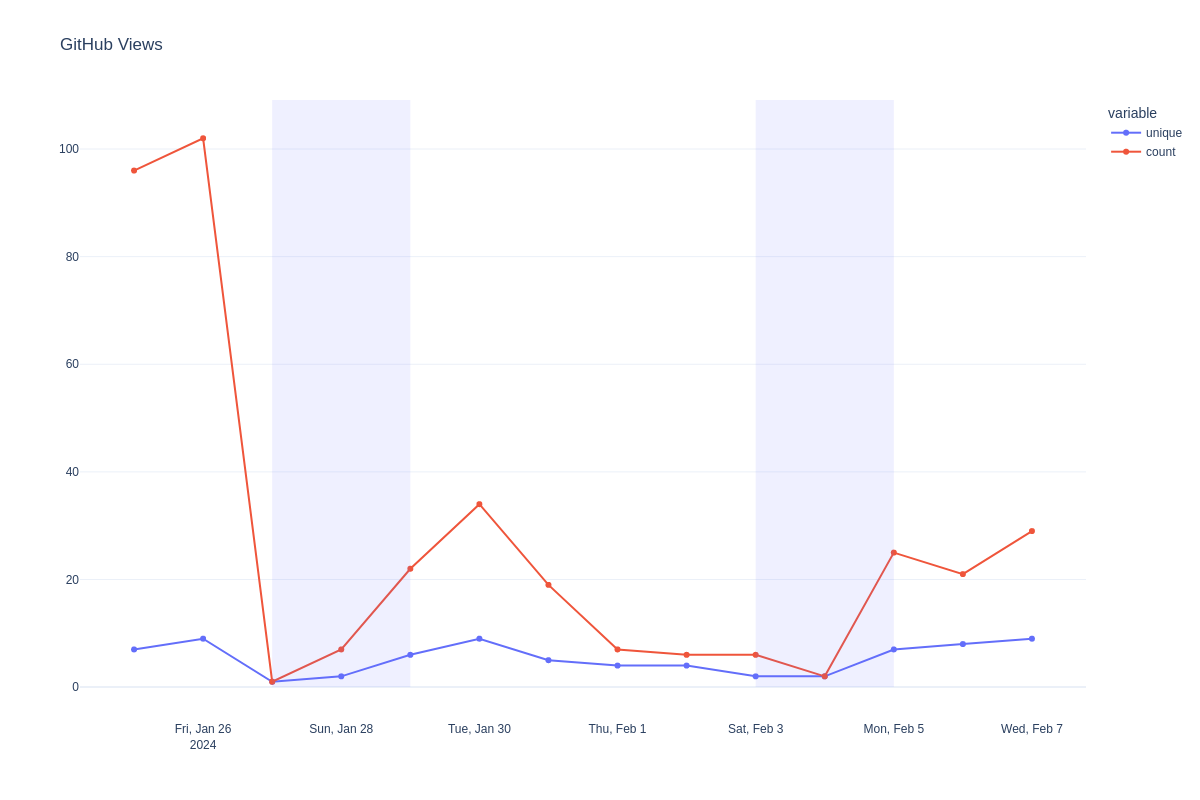 GitHub Views
variable
unique
count
100
80
60
40
20
0
Fri, Jan 26
2024
Sun, Jan 28
Tue, Jan 30
Thu, Feb 1
Sat, Feb 3
Mon, Feb 5
Wed, Feb 7